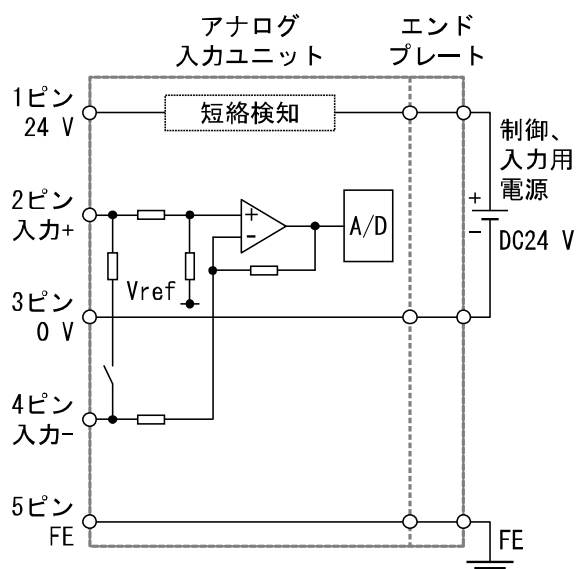 アナログ
入力ユニット
エンド
プレート
1ピン
24 V
短絡検知
制御、
入力用
電源
2ピン
入力+
+
-
A/D
+
-
DC24 V
Vref
3ピン
0 V
4ピン
入力-
5ピン
FE
FE